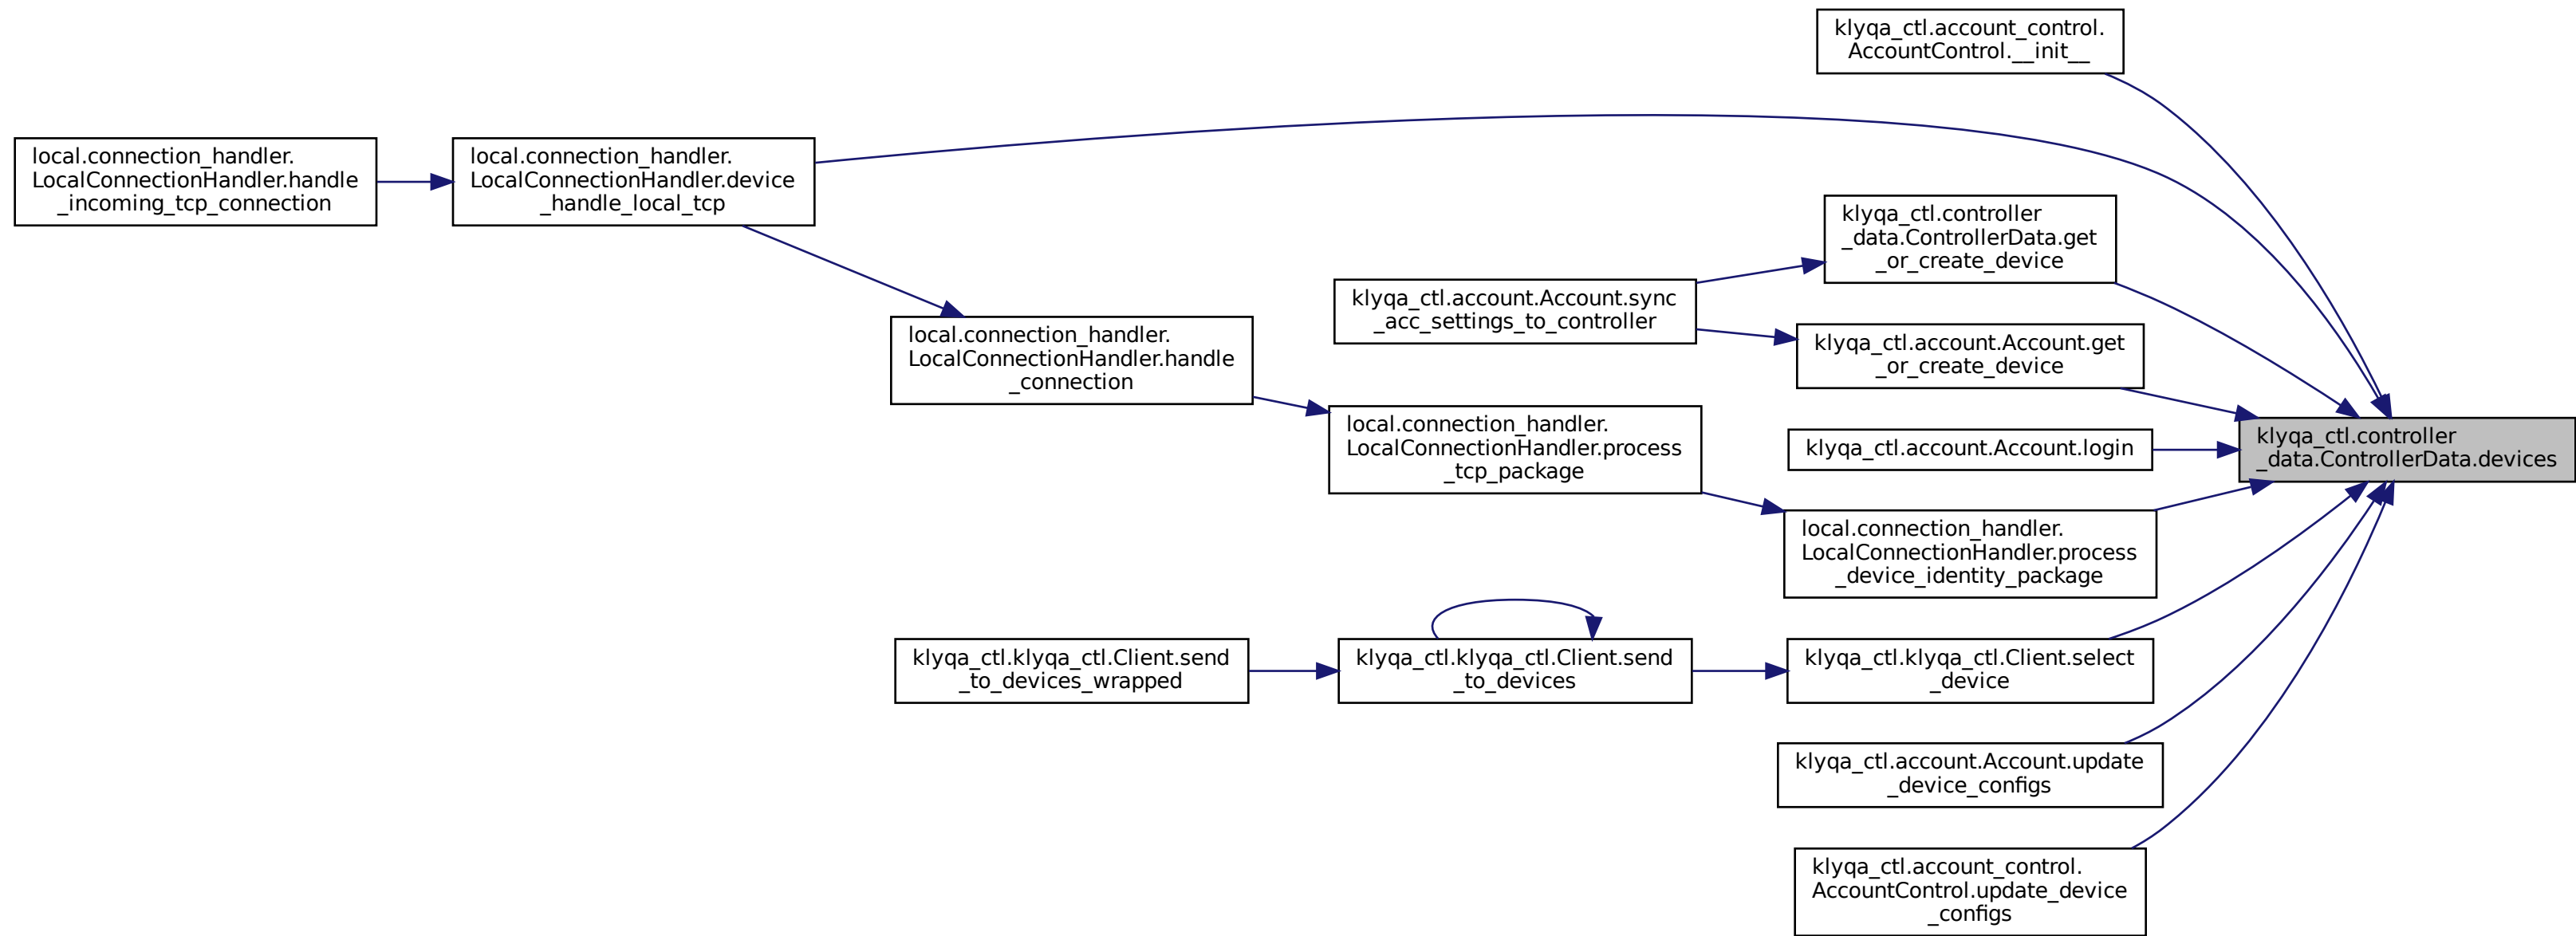 klyqa_ctl.account_control.
AccountControl.__init__
local.connection_handler.
LocalConnectionHandler.handle
_incoming_tcp_connection
local.connection_handler.
LocalConnectionHandler.device
_handle_local_tcp
klyqa_ctl.controller
_data.ControllerData.get
_or_create_device
klyqa_ctl.account.Account.sync
_acc_settings_to_controller
local.connection_handler.
LocalConnectionHandler.handle
_connection
klyqa_ctl.account.Account.get
_or_create_device
local.connection_handler.
LocalConnectionHandler.process
_tcp_package
klyqa_ctl.account.Account.login
klyqa_ctl.controller
_data.ControllerData.devices
local.connection_handler.
LocalConnectionHandler.process
_device_identity_package
klyqa_ctl.klyqa_ctl.Client.send
_to_devices_wrapped
klyqa_ctl.klyqa_ctl.Client.send
_to_devices
klyqa_ctl.klyqa_ctl.Client.select
_device
klyqa_ctl.account.Account.update
_device_configs
klyqa_ctl.account_control.
AccountControl.update_device
_configs